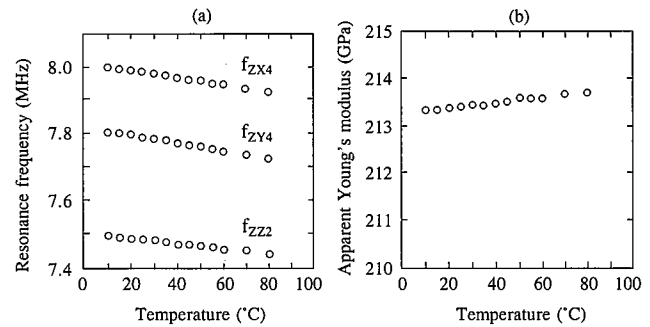 (a)
Resonance frequency (MHz)
8.0
7.8
7.6
7.4
f_ZX4
f_ZY4
f_ZZ2
0 20 40 60 80 100
Temperature (°C)
(b)
Apparent Young's modulus (GPa)
215
214
213
212
211
210
0 20 40 60 80 100
Temperature (°C)